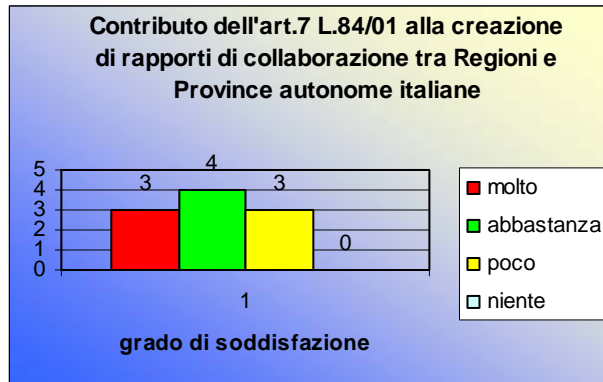 Contributo dell'art.7 L.84/01 alla creazione
di rapporti di collaborazione tra Regioni e
Province autonome italiane
5
4
3
2
1
0
3
4
3
0
1
grado di soddisfazione
molto
abbastanza
poco
niente